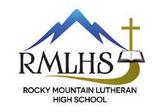 RMLHS
ROCKY MOUNTAIN LUTHERAN
HIGH SCHOOL